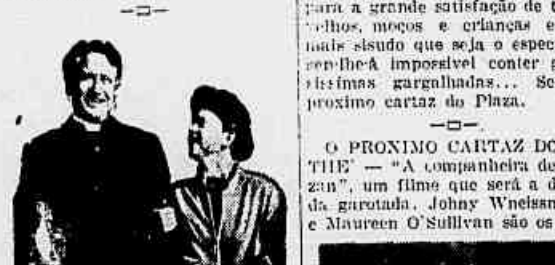 para a grande satisfação de
velhos, moços e crianças e
mais sisudo que seja o espec
ser-lhe-á impossivel conter
rissimas gargalhadas... Se
proximo cartaz do Plaza.
O PROXIMO CARTAZ DO
THE' — "A companheira de
zan", um filme que será a d
da garotada. Johny Wneissm
e Maureen O'Sullivan são os